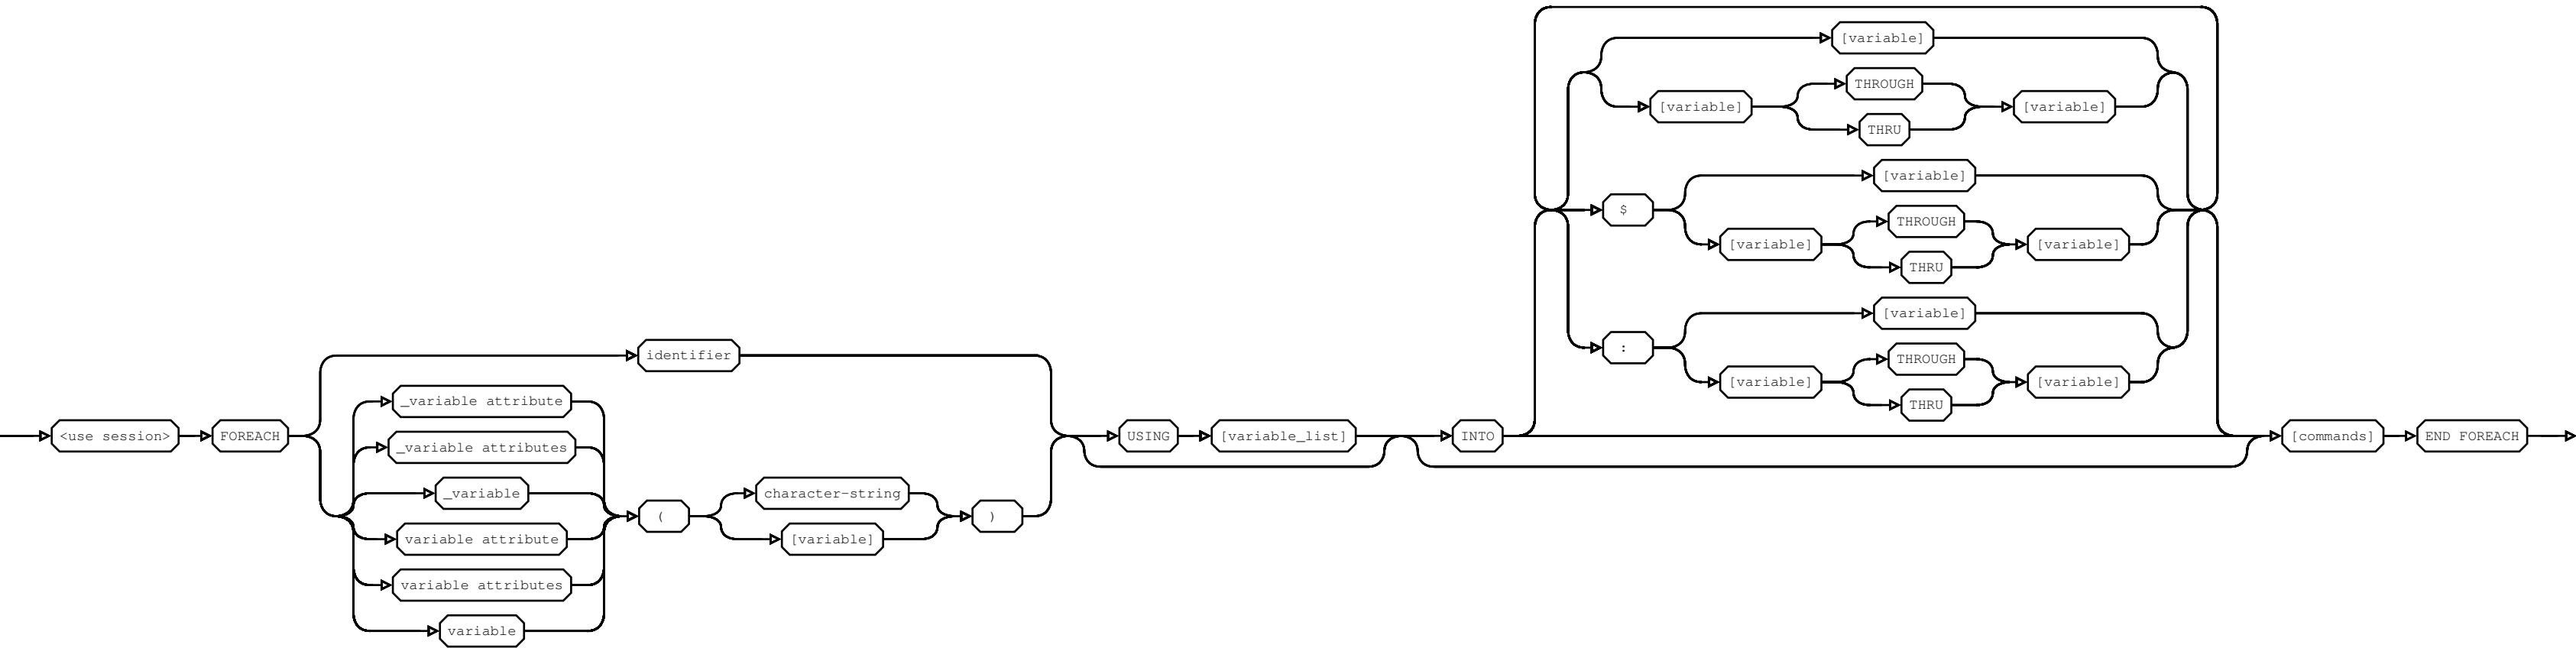 [variable]
THROUGH
[variable] [variable]
THRU
[variable]
$
THROUGH
[variable] [variable]
THRU
[variable]
:
identifier
THROUGH
[variable] [variable]
_variable attribute
THRU
<use session> FOREACH USING [variable_list] INTO [commands] END FOREACH
_variable attributes
_variable character-string
( )
variable attribute [variable]
variable attributes
variable